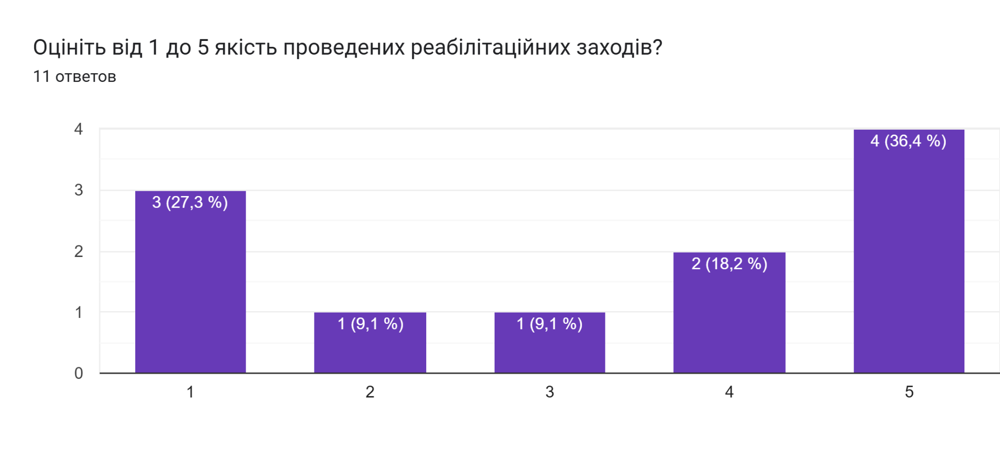 Оцініть від 1 до 5 якість проведених реабілітаційних заходів?
11 ответов
4
3
2
1
0
3 (27,3 %)
1 (9,1 %)
1 (9,1 %)
2 (18,2 %)
4 (36,4 %)
1
2
3
4
5